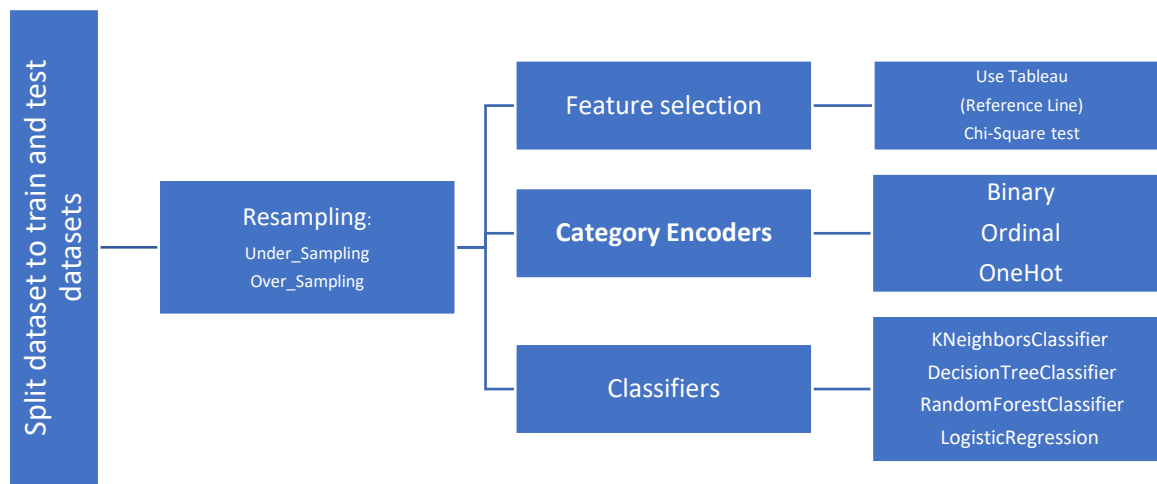 Split dataset to train and test
datasets
Resampling:
Under_Sampling
Over_Sampling
Feature selection
Use Tableau
(Reference Line)
Chi-Square test
Category Encoders
Binary
Ordinal
OneHot
Classifiers
KNeighborsClassifier
DecisionTreeClassifier
RandomForestClassifier
LogisticRegression